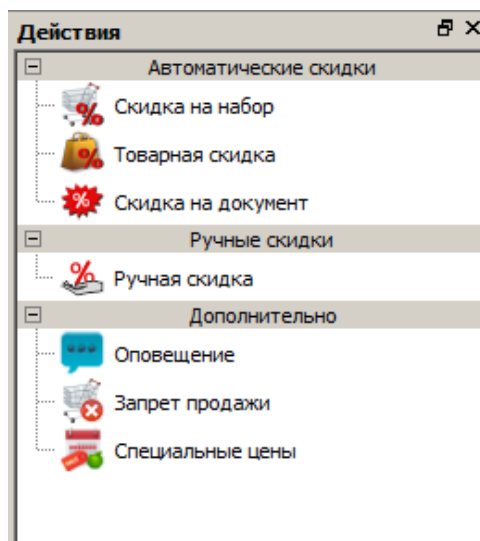 Действия
Автоматические скидки
Скидка на набор
Товарная скидка
Скидка на документ
Ручные скидки
Ручная скидка
Дополнительно
Оповещение
Запрет продажи
Специальные цены